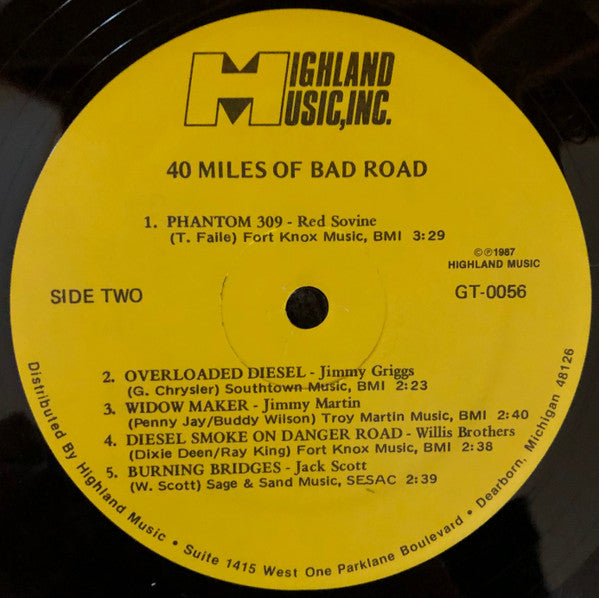 HIGHLAND
MUSIC, INC.
40 MILES OF BAD ROAD
1. PHANTOM 309 - Red Sovine
(T. Faile) Fort Knox Music, BMI 3:29
©℗1987
HIGHLAND MUSIC
SIDE TWO
GT-0056
2. OVERLOADED DIESEL - Jimmy Griggs
(G. Chrysler) Southtown Music, BMI 2:23
3. WIDOW MAKER - Jimmy Martin
(Penny Jay/Buddy Wilson) Troy Martin Music, BMI 2:40
4. DIESEL SMOKE ON DANGER ROAD - Willis Brothers
(Dixie Deen/Ray King) Fort Knox Music, BMI 2:38
5. BURNING BRIDGES - Jack Scott
(W. Scott) Sage & Sand Music, SESAC 2:39
Distributed By Highland Music • Suite 1415 West One Parklane Boulevard • Dearborn, Michigan 48126